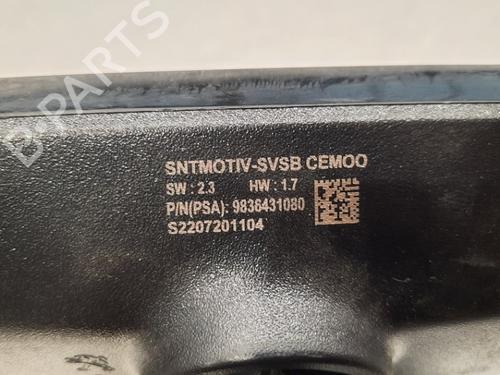 B-PARTS
SNTMOTIV-SVSB CEMOO
SW : 2.3 HW : 1.7
P/N(PSA): 9836431080
S2207201104